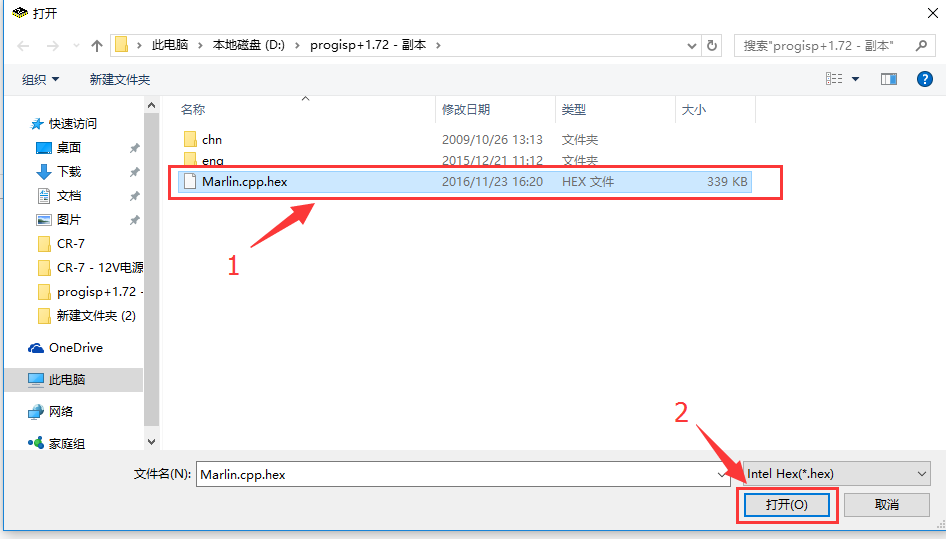 打开
此电脑 › 本地磁盘 (D:) › progisp+1.72 - 副本 ›
搜索"progisp+1.72 - 副本"
组织
新建文件夹
名称 修改日期 类型 大小
快速访问
桌面
下载
文档
图片
CR-7
CR-7 - 12V电源
progisp+1.72 -
新建文件夹 (2)
OneDrive
此电脑
网络
家庭组
chn 2009/10/26 13:13 文件夹
eng 2015/12/21 11:12 文件夹
Marlin.cpp.hex 2016/11/23 16:20 HEX 文件 339 KB
1
2
文件名(N): Marlin.cpp.hex Intel Hex(*.hex)
打开(O) 取消